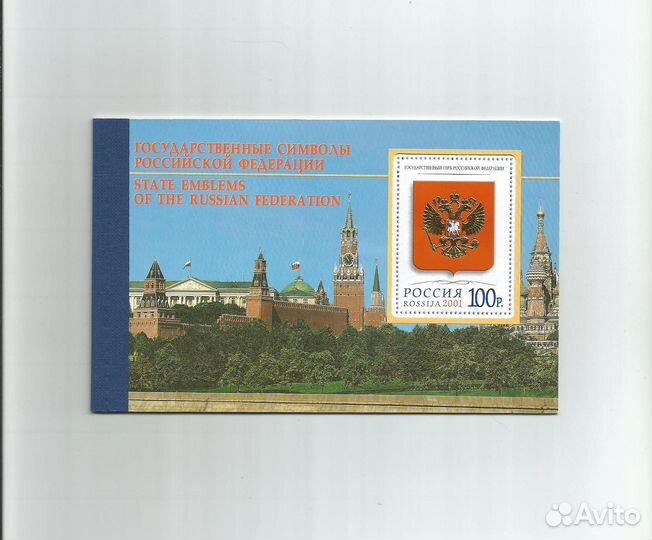 ГОСУДАРСТВЕННЫЕ СИМВОЛЫ
РОССИЙСКОЙ ФЕДЕРАЦИИ
STATE EMBLEMS
OF THE RUSSIAN FEDERATION
ГОСУДАРСТВЕННЫЙ ГЕРБ РОССИЙСКОЙ ФЕДЕРАЦИИ
РОССИЯ
ROSSIJA 2001
100Р.
Avito